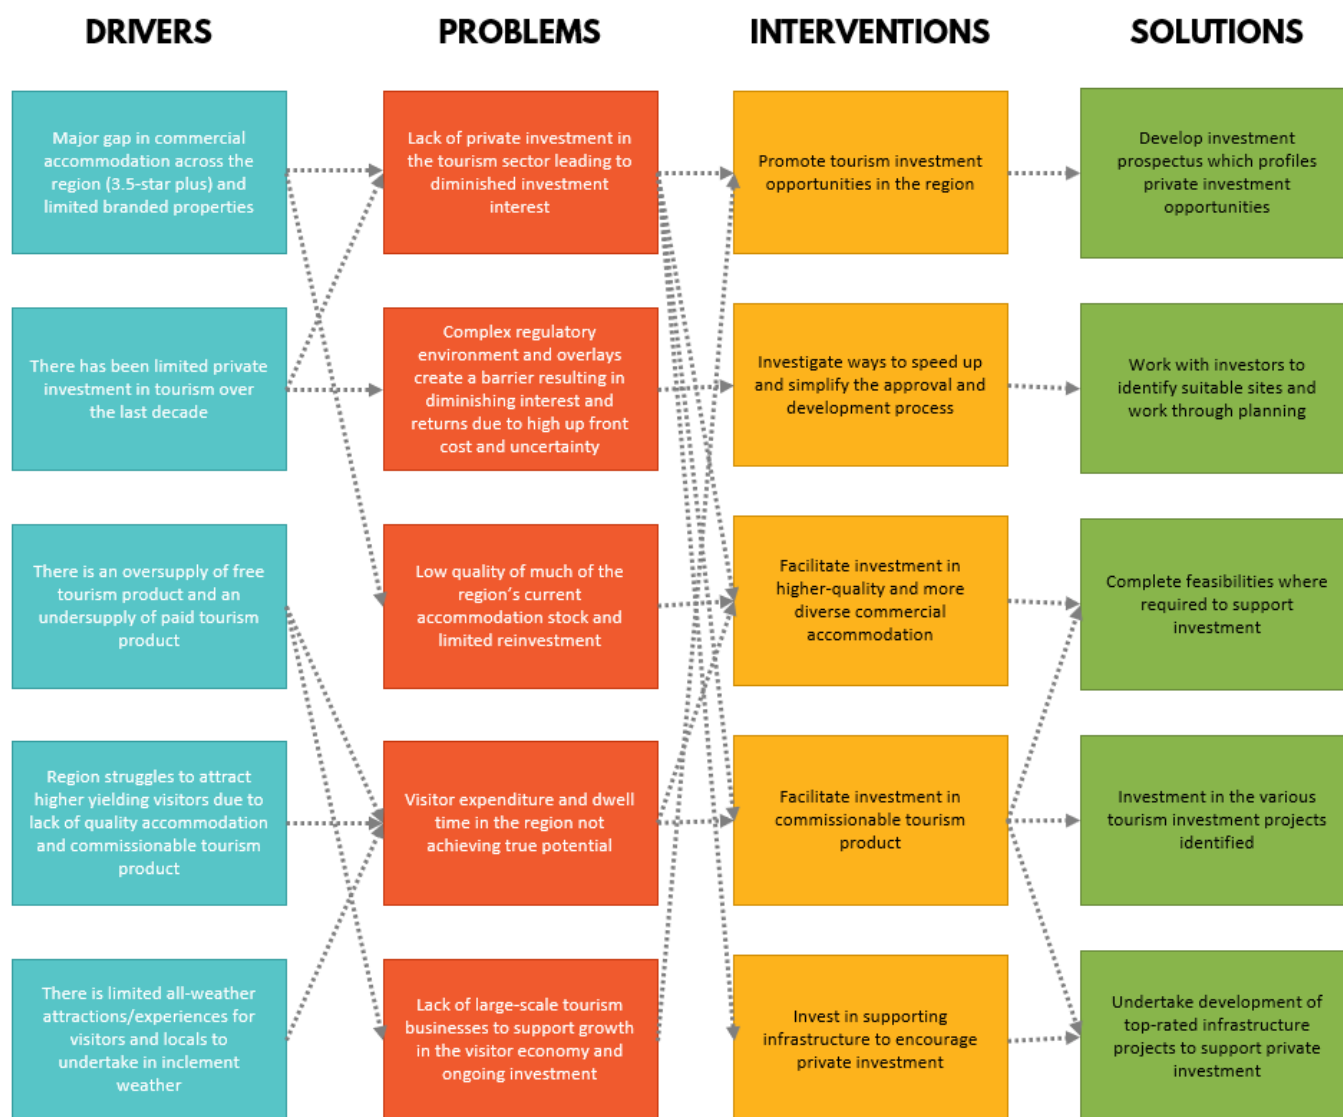 DRIVERS
PROBLEMS
INTERVENTIONS
SOLUTIONS
Major gap in commercial
accommodation across the
region (3.5-star plus) and
limited branded properties
Lack of private investment in
the tourism sector leading to
diminished investment
interest
Promote tourism investment
opportunities in the region
Develop investment
prospectus which profiles
private investment
opportunities
There has been limited private
investment in tourism over
the last decade
Complex regulatory
environment and overlays
create a barrier resulting in
diminishing interest and
returns due to high up front
cost and uncertainty
Investigate ways to speed up
and simplify the approval and
development process
Work with investors to
identify suitable sites and
work through planning
There is an oversupply of free
tourism product and an
undersupply of paid tourism
product
Low quality of much of the
region's current
accommodation stock and
limited reinvestment
Facilitate investment in
higher-quality and more
diverse commercial
accommodation
Complete feasibilities where
required to support
investment
Region struggles to attract
higher yielding visitors due to
lack of quality accommodation
and commissionable tourism
product
Visitor expenditure and dwell
time in the region not
achieving true potential
Facilitate investment in
commissionable tourism
product
Investment in the various
tourism investment projects
identified
There is limited all-weather
attractions/experiences for
visitors and locals to
undertake in inclement
weather
Lack of large-scale tourism
businesses to support growth
in the visitor economy and
ongoing investment
Invest in supporting
infrastructure to encourage
private investment
Undertake development of
top-rated infrastructure
projects to support private
investment